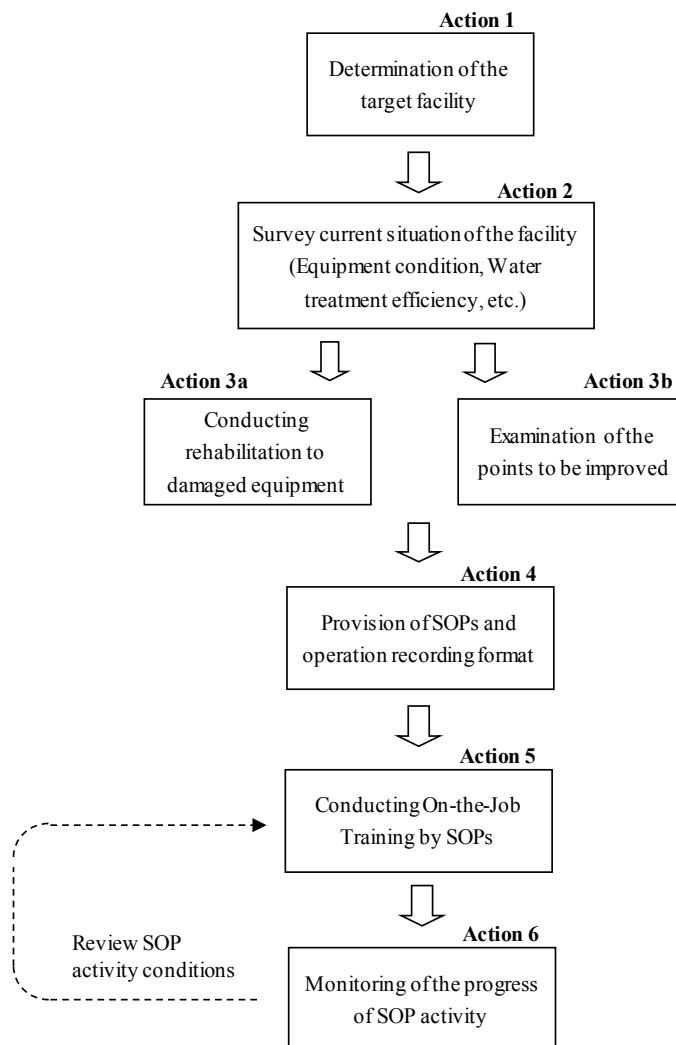 Action 1
Determination of the
target facility
Action 2
Survey current situation of the facility
(Equipment condition, Water
treatment efficiency, etc.)
Action 3a
Conducting
rehabilitation to
damaged equipment
Action 3b
Examination of the
points to be improved
Action 4
Provision of SOPs and
operation recording format
Action 5
Conducting On-the-Job
Training by SOPs
Review SOP
activity conditions
Action 6
Monitoring of the progress
of SOP activity